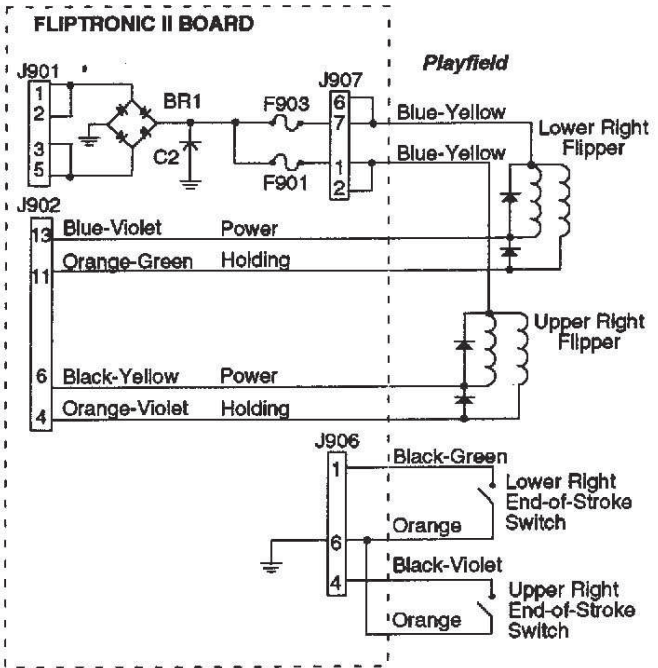 FLIPTRONIC II BOARD
Playfield
J901
J907
1
2
3
5
BR1
C2
F903
F901
6
7
1
2
Blue-Yellow
Blue-Yellow
Lower Right
Flipper
J902
13
Blue-Violet
Power
11
Orange-Green
Holding
Upper Right
Flipper
6
Black-Yellow
Power
4
Orange-Violet
Holding
J906
1
Black-Green
Lower Right
End-of-Stroke
Switch
6
Orange
4
Black-Violet
Upper Right
End-of-Stroke
Switch
Orange